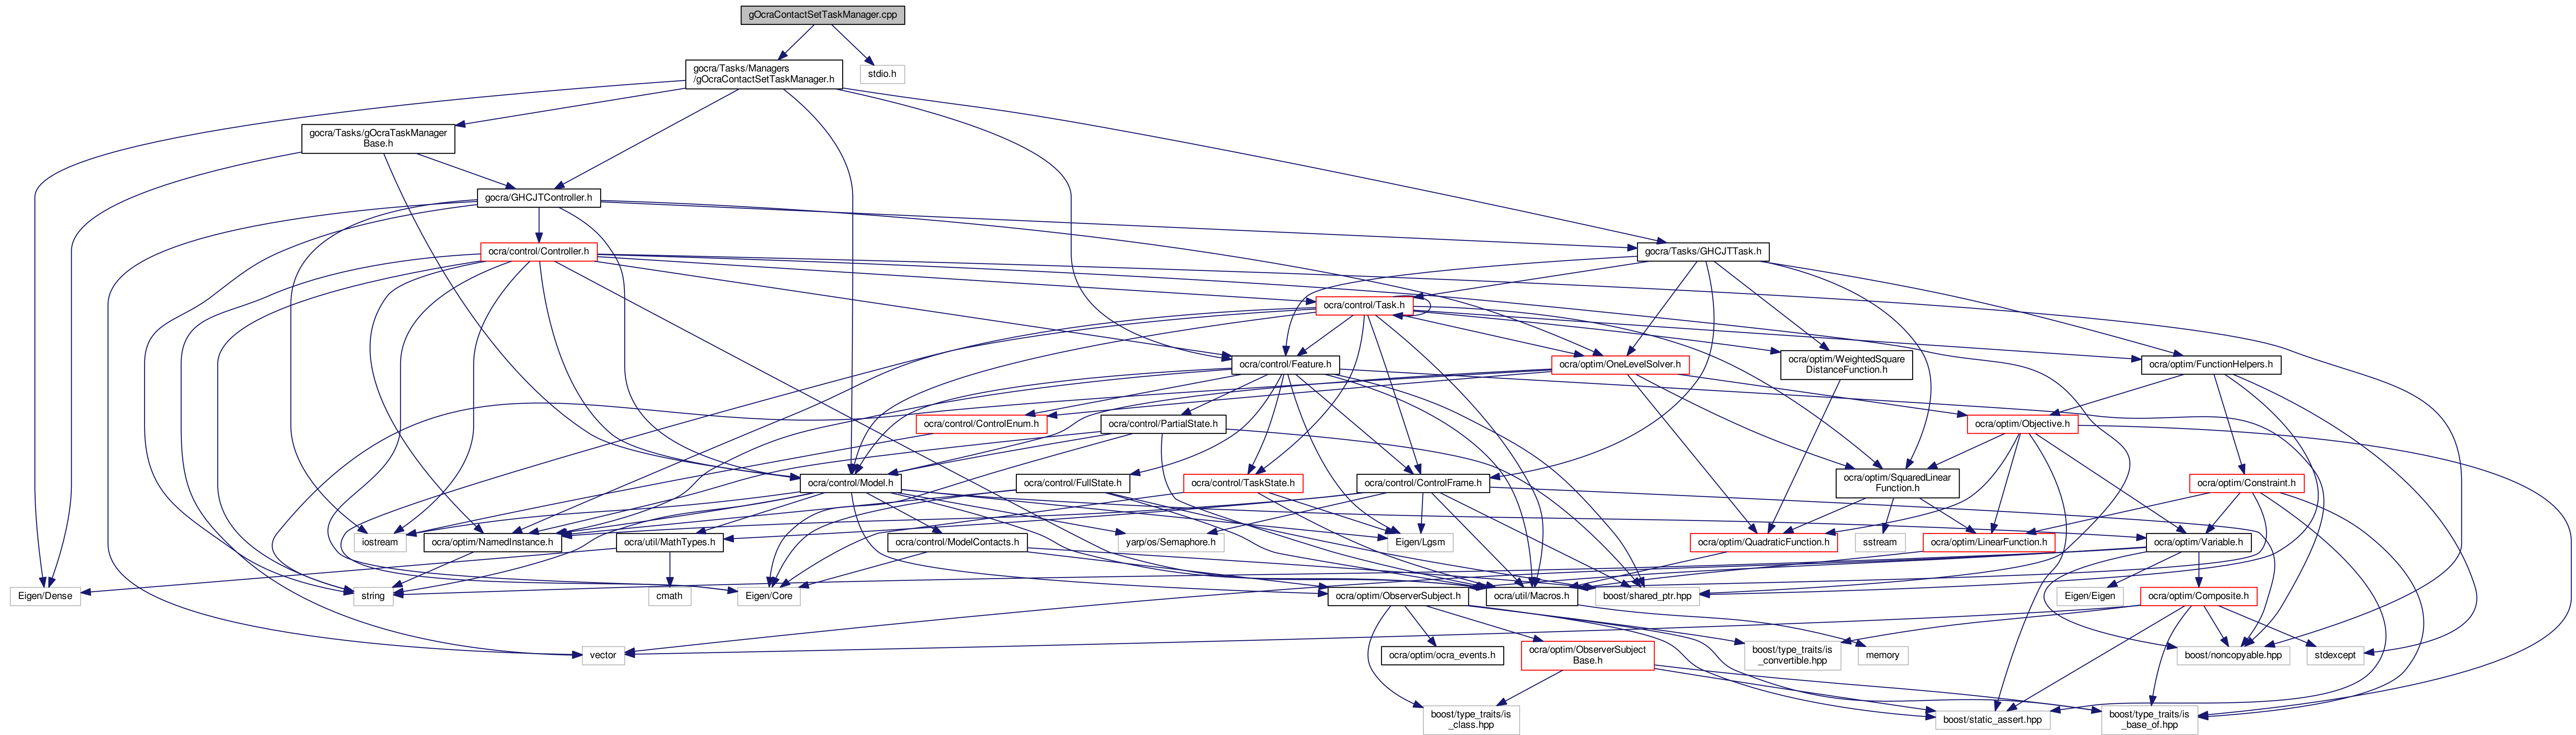 gOcraContactSetTaskManager.cpp
gocra/Tasks/Managers
/gOcraContactSetTaskManager.h
stdio.h
gocra/Tasks/gOcraTaskManager
Base.h
gocra/GHCJTController.h
ocra/control/Controller.h
gocra/Tasks/GHCJTTask.h
ocra/control/Task.h
ocra/control/Feature.h
ocra/optim/OneLevelSolver.h
ocra/optim/WeightedSquare
DistanceFunction.h
ocra/optim/FunctionHelpers.h
ocra/control/ControlEnum.h
ocra/control/PartialState.h
ocra/optim/Objective.h
ocra/control/Model.h
ocra/control/FullState.h
ocra/control/TaskState.h
ocra/control/ControlFrame.h
ocra/optim/SquaredLinear
Function.h
ocra/optim/Constraint.h
iostream
ocra/optim/NamedInstance.h
ocra/util/MathTypes.h
ocra/control/ModelContacts.h
yarp/os/Semaphore.h
Eigen/Lgsm
ocra/optim/QuadraticFunction.h
sstream
ocra/optim/LinearFunction.h
ocra/optim/Variable.h
Eigen/Dense
string
cmath
Eigen/Core
ocra/optim/ObserverSubject.h
ocra/util/Macros.h
boost/shared_ptr.hpp
Eigen/Eigen
ocra/optim/Composite.h
vector
ocra/optim/ocra_events.h
ocra/optim/ObserverSubject
Base.h
boost/type_traits/is
_convertible.hpp
memory
boost/noncopyable.hpp
stdexcept
boost/type_traits/is
_class.hpp
boost/static_assert.hpp
boost/type_traits/is
_base_of.hpp